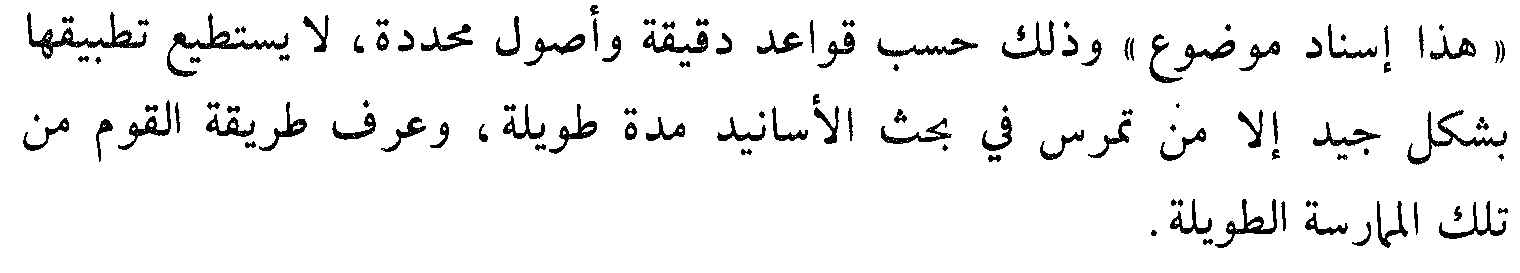 « هذا إسناد موضوع » وذلك حسب قواعد دقيقة وأصول محددة، لا يستطيع تطبيقها
بشكل جيد إلا من تمرس في بحث الأسانيد مدة طويلة، وعرف طريقة القوم من
تلك الممارسة الطويلة.